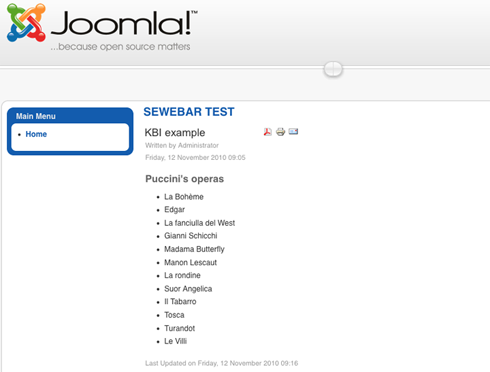 Joomla!™
...because open source matters
Main Menu
Home
SEWEBAR TEST
KBI example
Written by Administrator
Friday, 12 November 2010 09:05
Puccini's operas
La Bohème
Edgar
La fanciulla del West
Gianni Schicchi
Madama Butterfly
Manon Lescaut
La rondine
Suor Angelica
Il Tabarro
Tosca
Turandot
Le Villi
Last Updated on Friday, 12 November 2010 09:16